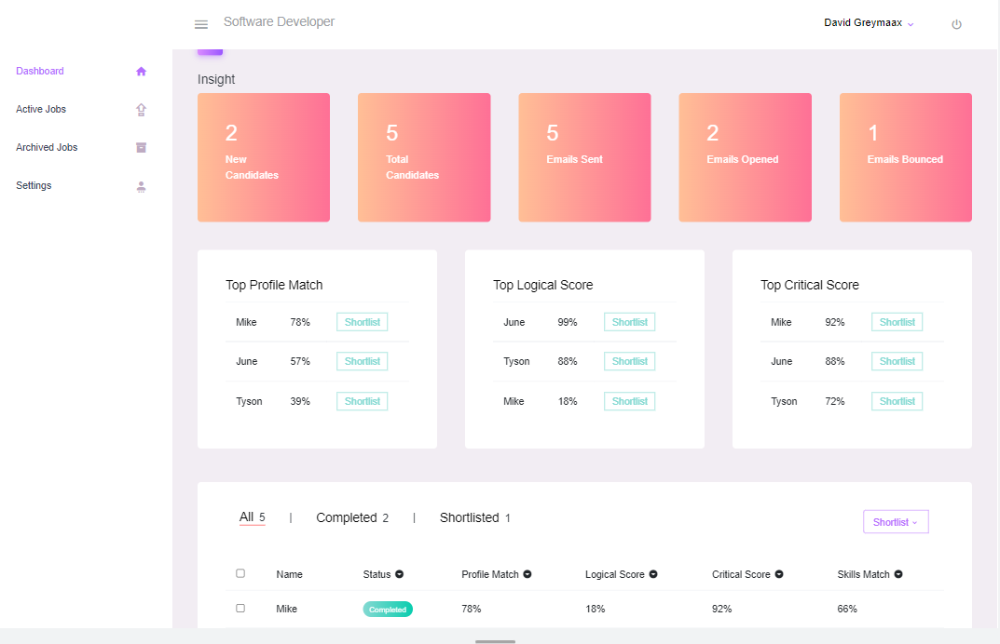 Software Developer
David Greymaax
Dashboard
Active Jobs
Archived Jobs
Settings
Insight
2
New
Candidates
5
Total
Candidates
5
Emails Sent
2
Emails Opened
1
Emails Bounced
Top Profile Match
Mike 78% Shortlist
June 57% Shortlist
Tyson 39% Shortlist
Top Logical Score
June 99% Shortlist
Tyson 88% Shortlist
Mike 18% Shortlist
Top Critical Score
Mike 92% Shortlist
June 88% Shortlist
Tyson 72% Shortlist
All 5 | Completed 2 | Shortlisted 1
Shortlist
Name Status Profile Match Logical Score Critical Score Skills Match
Mike Completed 78% 18% 92% 66%